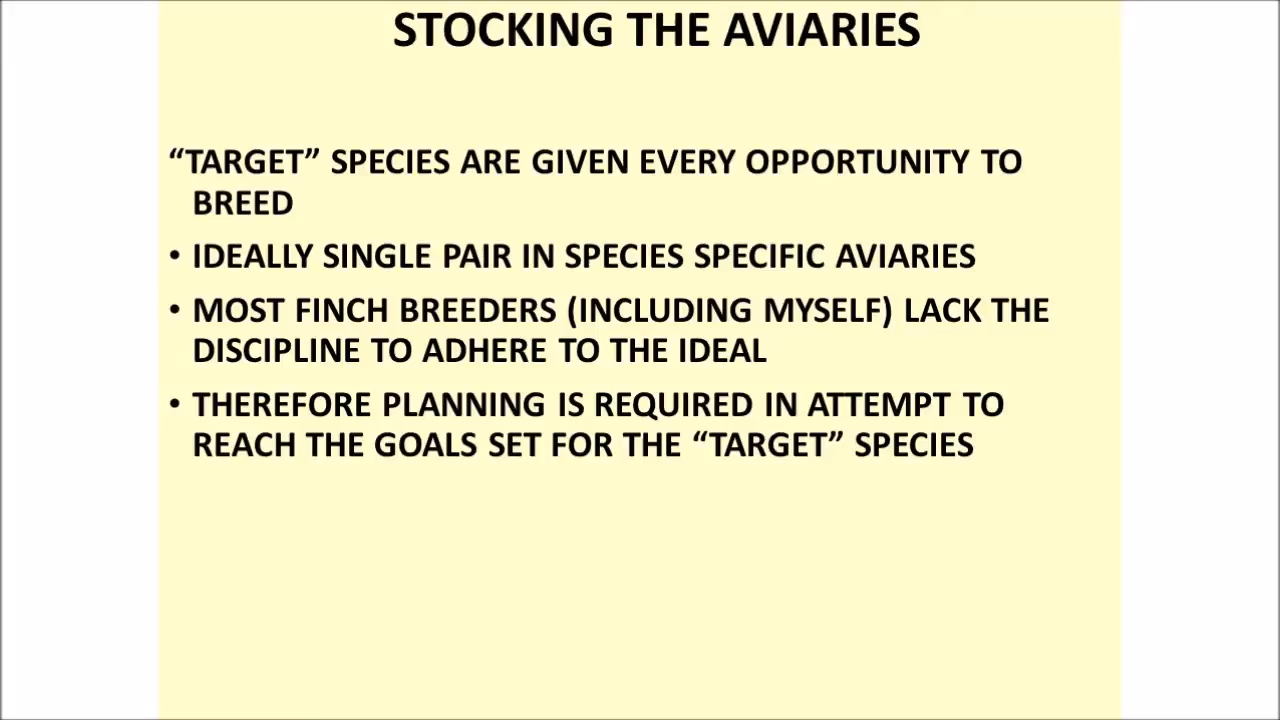 STOCKING THE AVIARIES
“TARGET” SPECIES ARE GIVEN EVERY OPPORTUNITY TO
BREED
• IDEALLY SINGLE PAIR IN SPECIES SPECIFIC AVIARIES
• MOST FINCH BREEDERS (INCLUDING MYSELF) LACK THE
DISCIPLINE TO ADHERE TO THE IDEAL
• THEREFORE PLANNING IS REQUIRED IN ATTEMPT TO
REACH THE GOALS SET FOR THE “TARGET” SPECIES